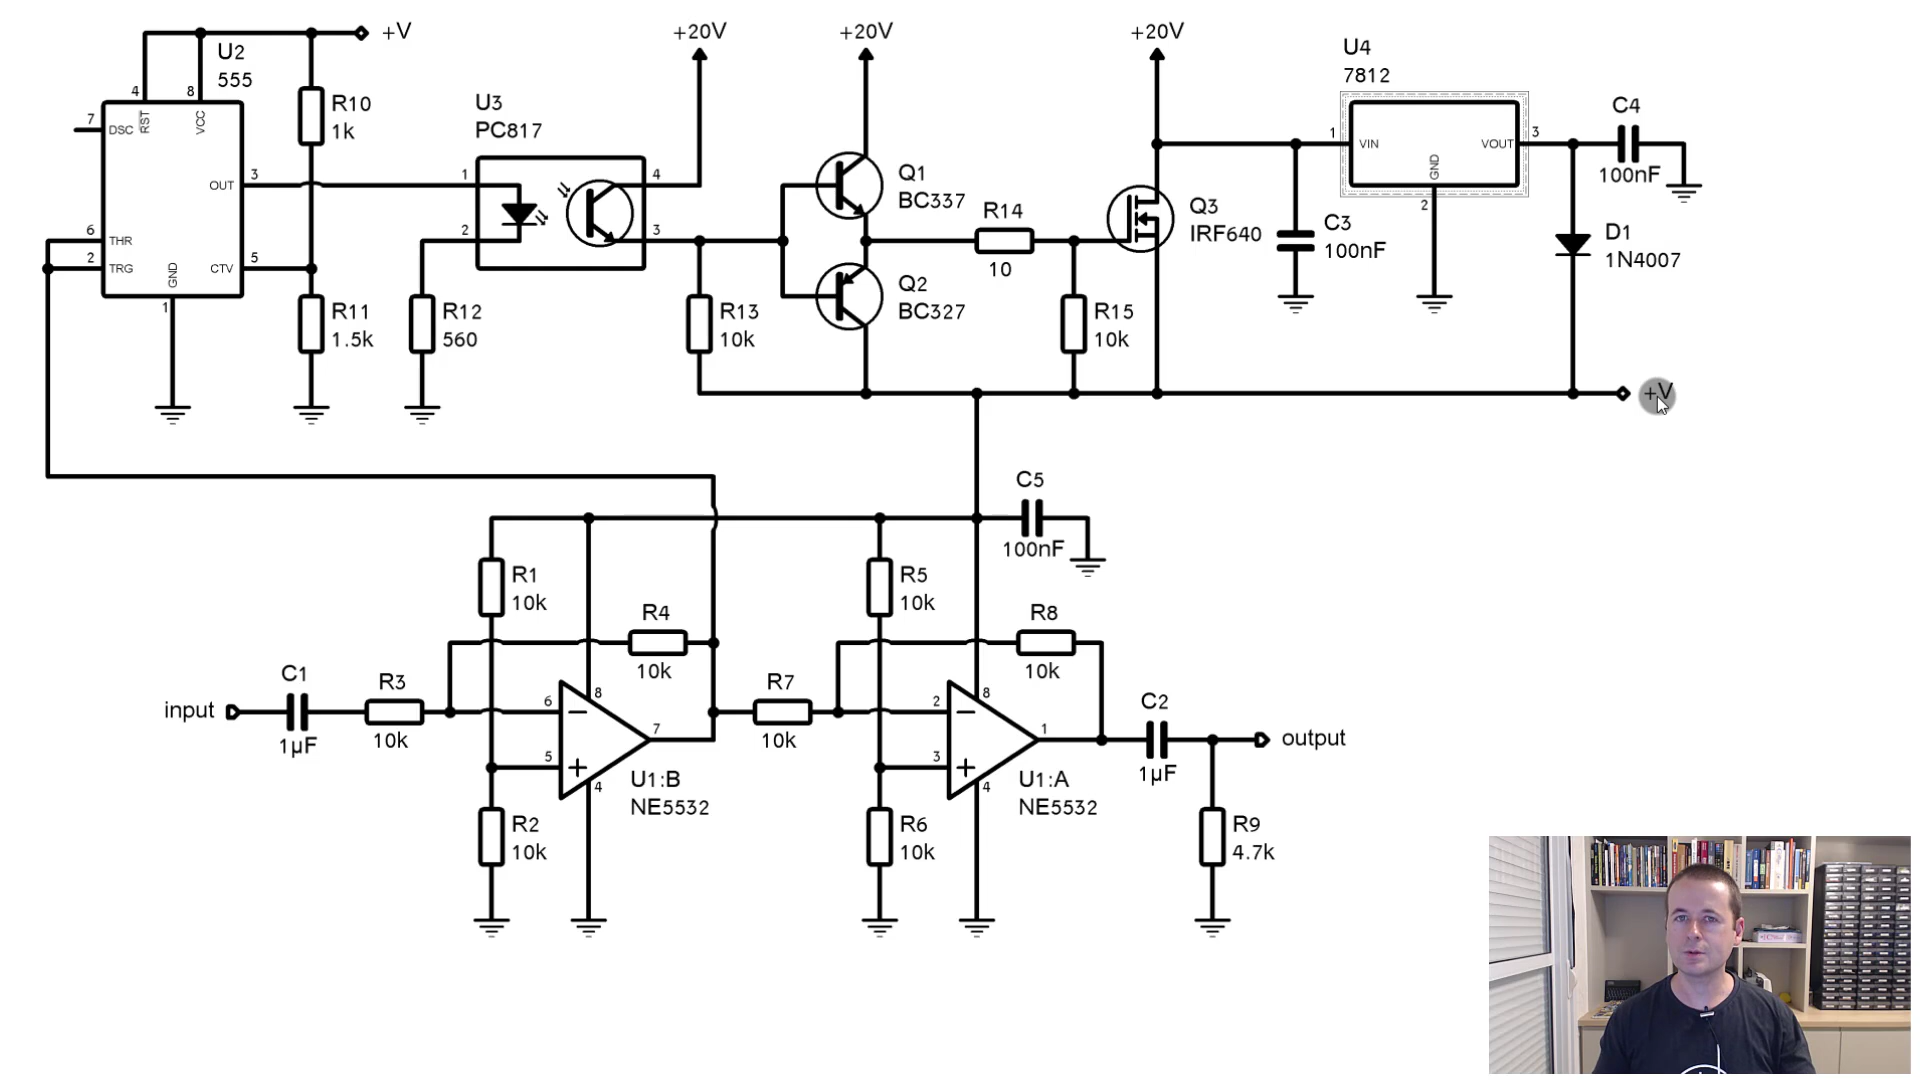 +V
U2
555
4
8
7
DSC
RST
VCC
R10
1k
OUT
3
6
THR
2
TRG
GND
CTV
5
1
R11
1.5k
R12
560
U3
PC817
1
2
4
3
+20V
R13
10k
+20V
Q1
BC337
Q2
BC327
R14
10
R15
10k
+20V
Q3
IRF640
C3
100nF
U4
7812
1
VIN
VOUT
3
GND
2
C4
100nF
D1
1N4007
+V
C5
100nF
R1
10k
R4
10k
R5
10k
R8
10k
input
C1
1µF
R3
10k
6
8
5
7
4
U1:B
NE5532
R2
10k
R7
10k
2
8
3
1
4
U1:A
NE5532
R6
10k
C2
1µF
output
R9
4.7k